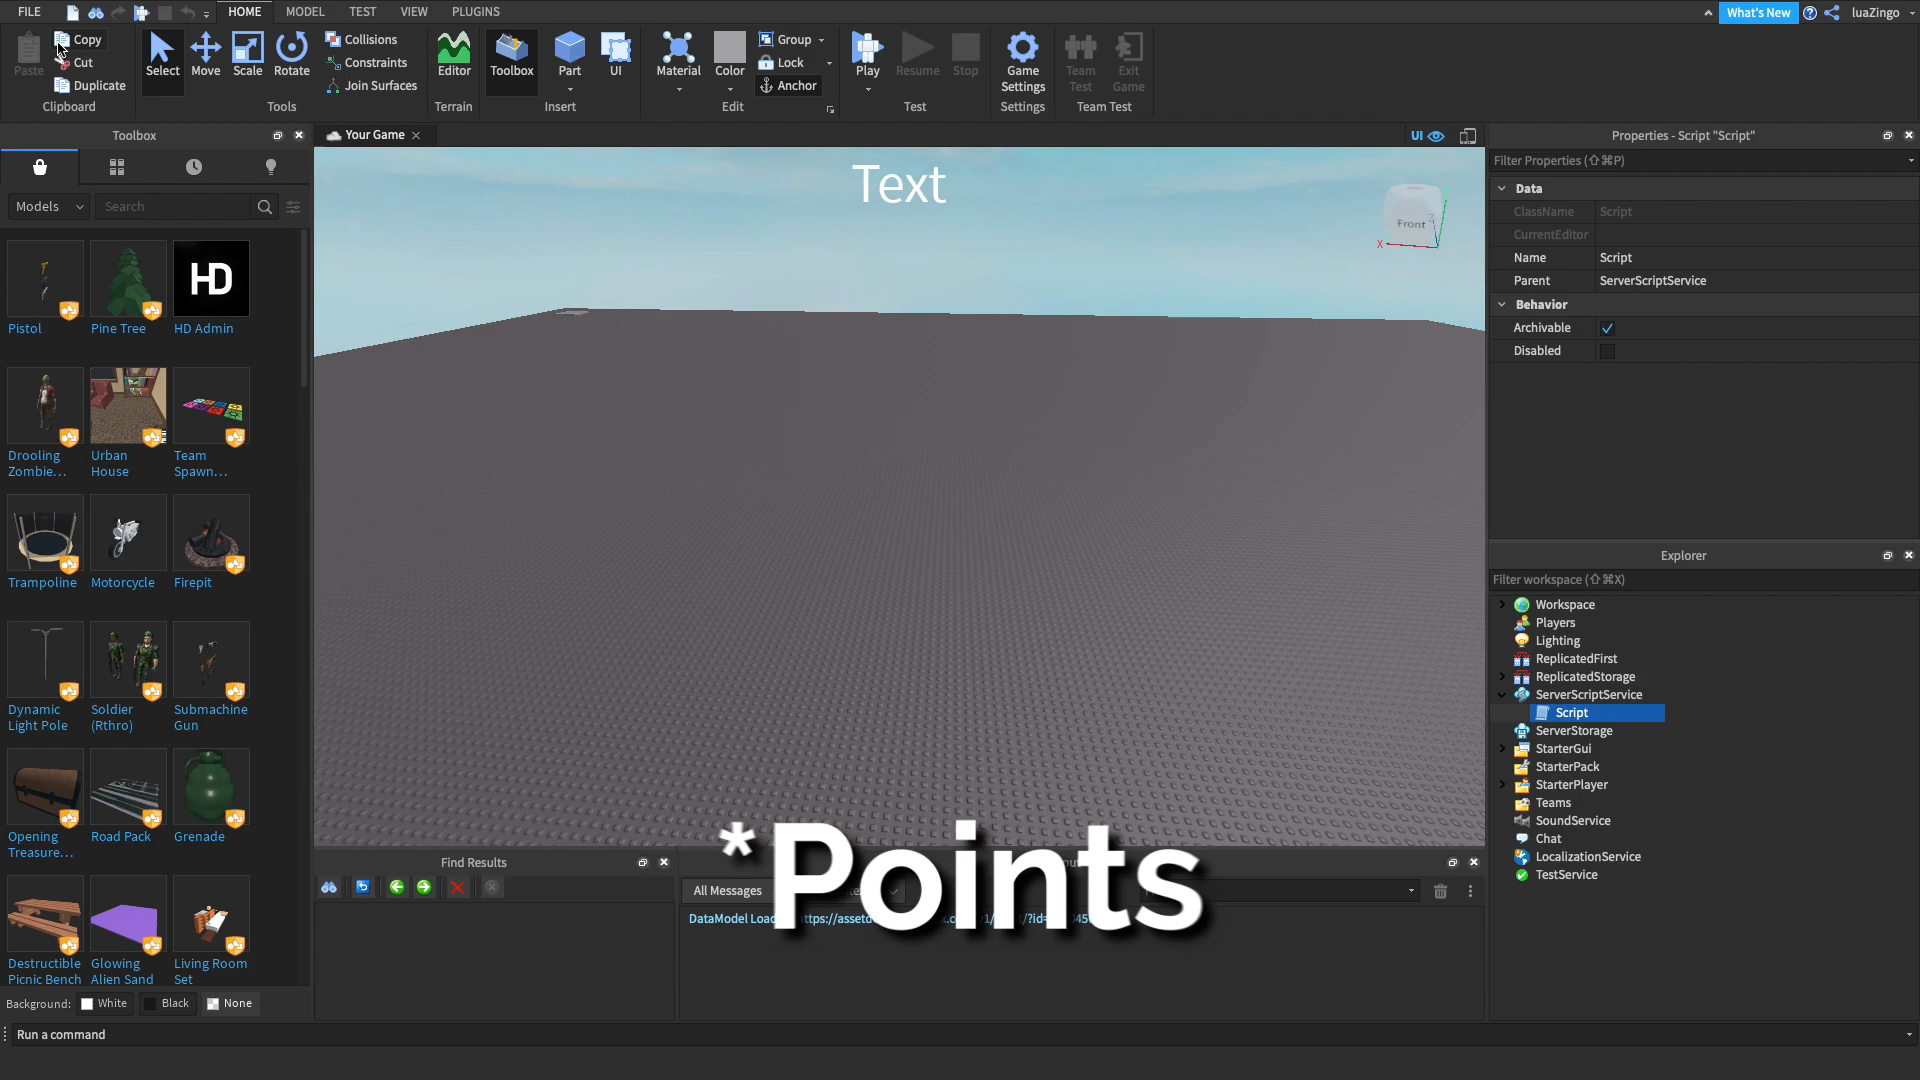 FILE HOME MODEL TEST VIEW PLUGINS What's New luaZingo
Paste Copy Cut Duplicate Clipboard
Select Move Scale Rotate Collisions Constraints Join Surfaces Tools
Editor Terrain
Toolbox Part UI Insert
Material Color Group Lock Anchor Edit
Play Resume Stop Test
Game Settings Settings
Team Test Exit Game Team Test
Toolbox
Models Search
Pistol Pine Tree HD HD Admin
Drooling Zombie... Urban House Team Spawn...
Trampoline Motorcycle Firepit
Dynamic Light Pole Soldier (Rthro) Submachine Gun
Opening Treasure... Road Pack Grenade
Destructible Picnic Bench Glowing Alien Sand Living Room Set
Background: White Black None
Your Game UI
Text
Front
X
Z
*Points
Find Results
All Messages
DataModel Load
https://assetd
Run a command
Properties - Script "Script"
Filter Properties (⇧⌘P)
Data
ClassName Script
CurrentEditor
Name Script
Parent ServerScriptService
Behavior
Archivable
Disabled
Explorer
Filter workspace (⇧⌘X)
Workspace
Players
Lighting
ReplicatedFirst
ReplicatedStorage
ServerScriptService
Script
ServerStorage
StarterGui
StarterPack
StarterPlayer
Teams
SoundService
Chat
LocalizationService
TestService